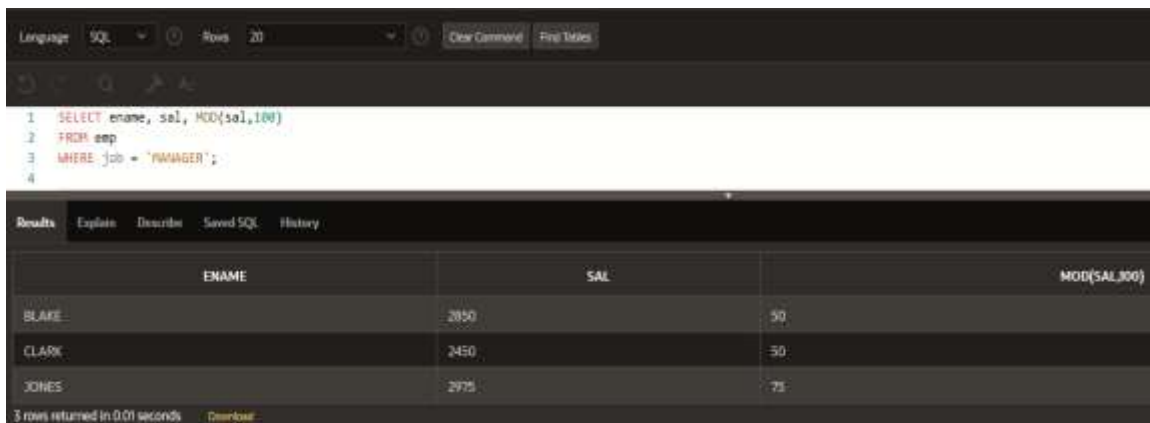 Language SQL Rows 20 Clear Command Find Tables
1 SELECT ename, sal, MOD(sal,100)
2 FROM emp
3 WHERE job = 'MANAGER';
4
Results Explain Describe Saved SQL History
ENAME SAL MOD(SAL,100)
BLAKE 2850 50
CLARK 2450 50
JONES 2975 75
3 rows returned in 0.01 seconds Download